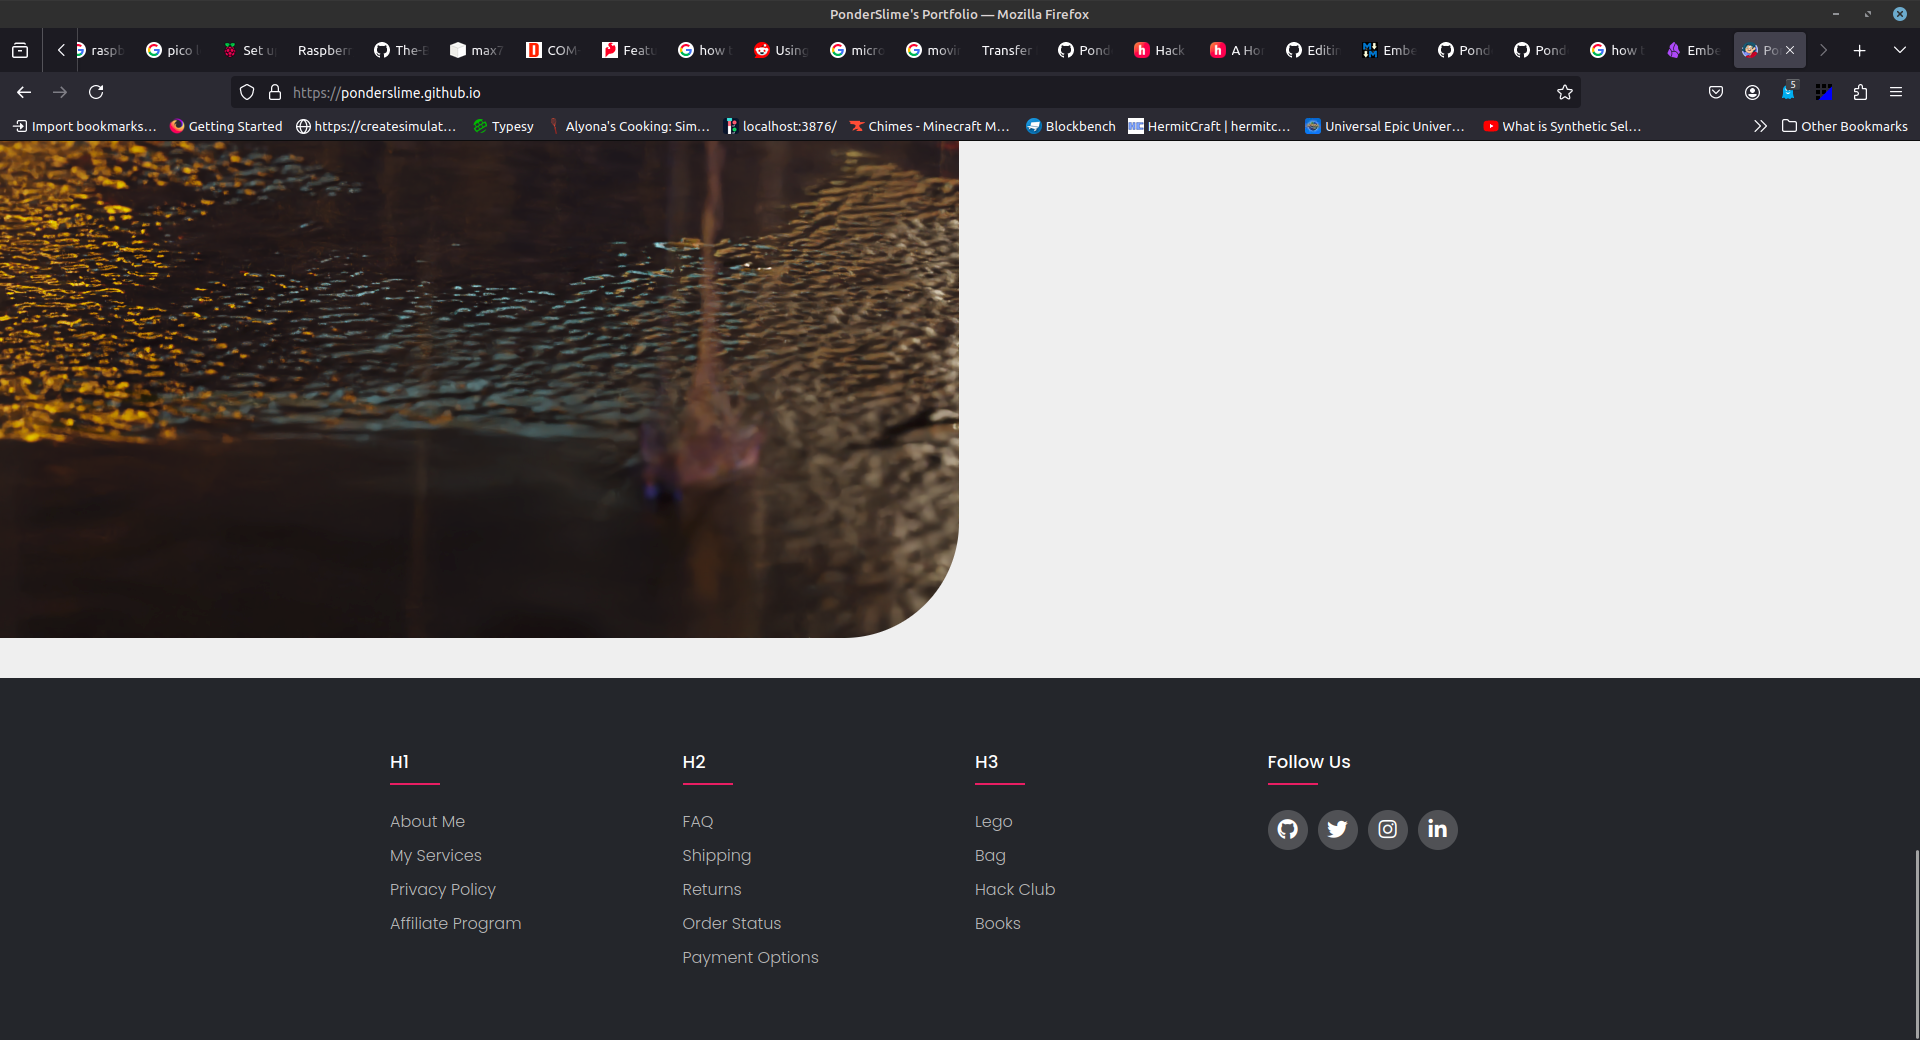 PonderSlime's Portfolio — Mozilla Firefox
raspb pico Set u Raspberr The-E max7 COM- Featu how t Using micro movin Transfer Pond Hack A Ho Editin Embe Pond Pond how t Embe Po
https://ponderslime.github.io
5
Import bookmarks... Getting Started https://createsimulat... Typesy Alyona's Cooking: Sim... localhost:3876/ Chimes - Minecraft M... Blockbench HermitCraft | hermitc... Universal Epic Univer... What is Synthetic Sel... Other Bookmarks
H1
About Me
My Services
Privacy Policy
Affiliate Program
H2
FAQ
Shipping
Returns
Order Status
Payment Options
H3
Lego
Bag
Hack Club
Books
Follow Us